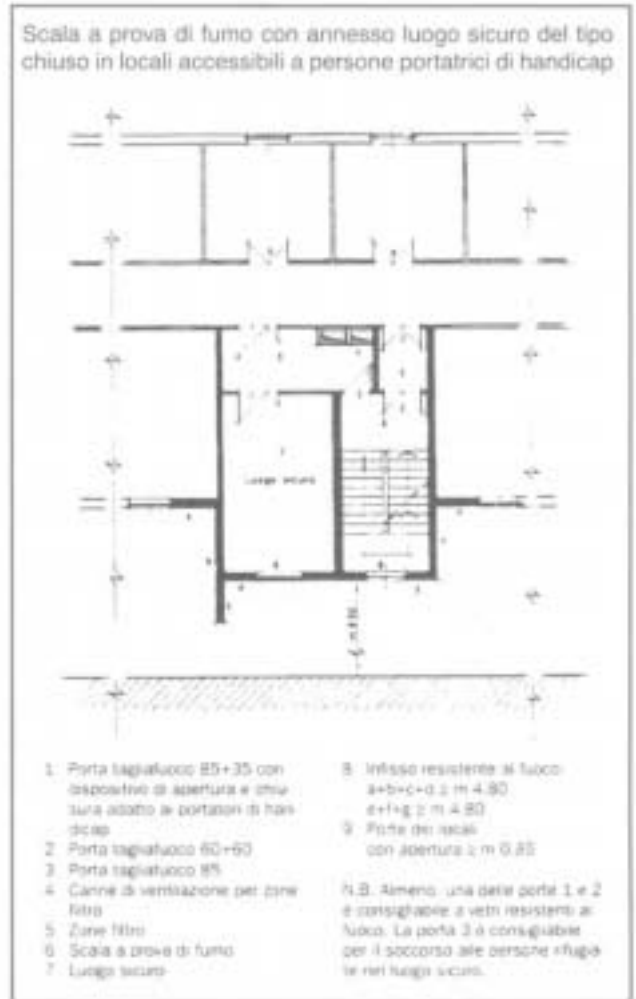 Scala a prova di fumo con annesso luogo sicuro del tipo
chiuso in locali accessibili a persone portatrici di handicap
Luogo sicuro
1 Porta tagliafuoco 85+35 con
dispositivo di apertura e chiu
sura adatto ai portatori di han
dicap
2 Porta tagliafuoco 60+60
3 Porta tagliafuoco 85
4 Canne di ventilazione per zone
filtro
5 Zone filtro
6 Scala a prova di fumo
7 Luogo sicuro
8 Infisso resistente al fuoco
a+b+c+d ≥ m 4.80
e+f+g ≥ m 4.80
9 Porte dei locali
con apertura ≥ m 0.85
N.B. Almeno una delle porte 1 e 2
è consigliabile a vetri resistenti al
fuoco. La porta 3 è consigliabile
per il soccorso alle persone rifugia
te nel luogo sicuro.